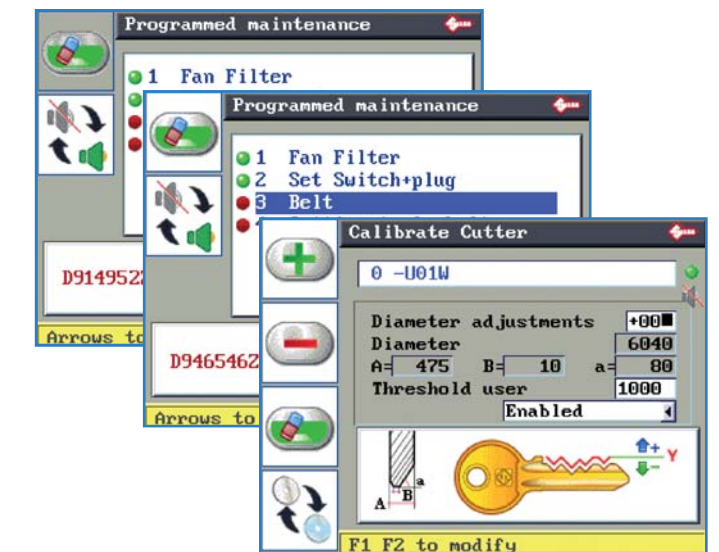 Programmed maintenance
1 Fan Filter
D9149522
Arrows to
Programmed maintenance
1 Fan Filter
2 Set Switch+plug
3 Belt
D9465462
Arrows to
Calibrate Cutter
0 -U01W
Diameter adjustments +00
Diameter 6040
A= 475 B= 10 a= 80
Threshold user 1000
Enabled
a
B
A
+ Y
-
F1 F2 to modify